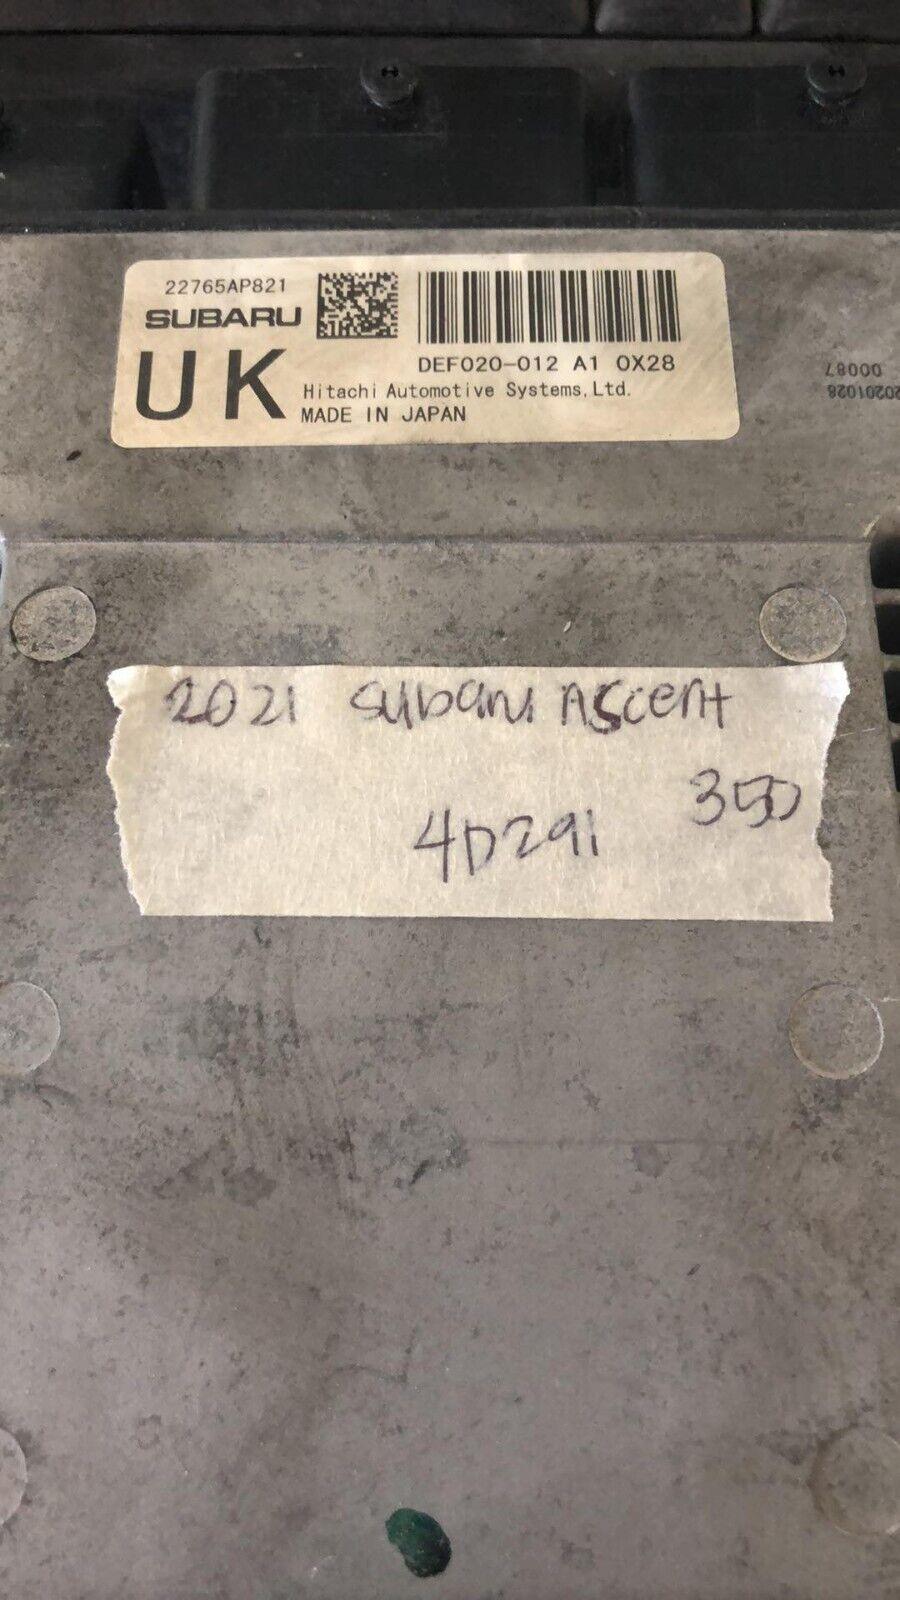 22765AP821
SUBARU
UK
DEF020-012 A1 0X28
Hitachi Automotive Systems,Ltd.
MADE IN JAPAN
20201028
00087
2021 Subaru Ascent
350
4D291